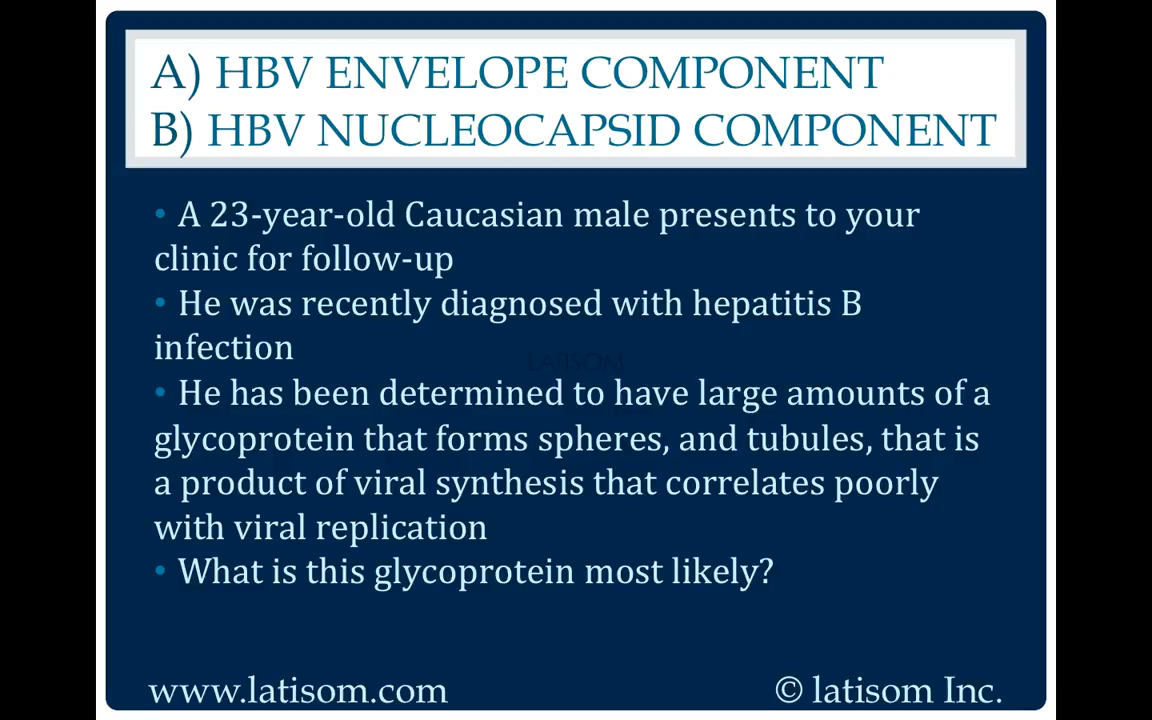 A) HBV ENVELOPE COMPONENT
B) HBV NUCLEOCAPSID COMPONENT
• A 23-year-old Caucasian male presents to your
clinic for follow-up
• He was recently diagnosed with hepatitis B
infection
LATISOM
• He has been determined to have large amounts of a
glycoprotein that forms spheres, and tubules, that is
a product of viral synthesis that correlates poorly
with viral replication
• What is this glycoprotein most likely?
www.latisom.com
© latisom Inc.